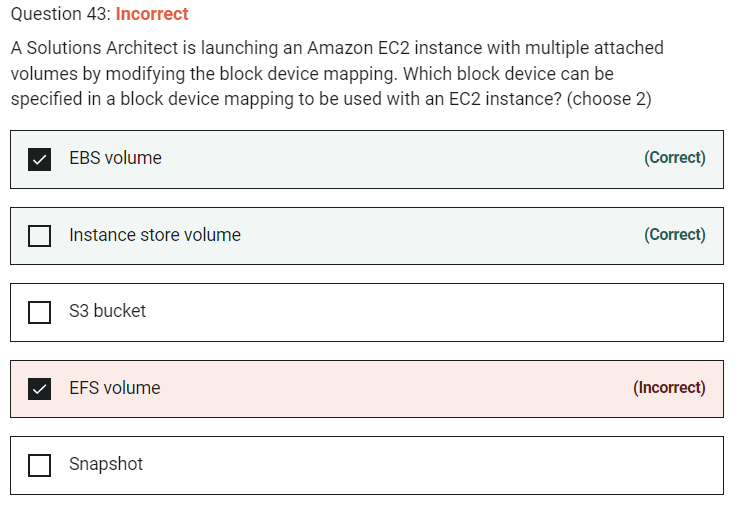 Question 43: Incorrect
A Solutions Architect is launching an Amazon EC2 instance with multiple attached
volumes by modifying the block device mapping. Which block device can be
specified in a block device mapping to be used with an EC2 instance? (choose 2)
EBS volume (Correct)
Instance store volume (Correct)
S3 bucket
EFS volume (Incorrect)
Snapshot